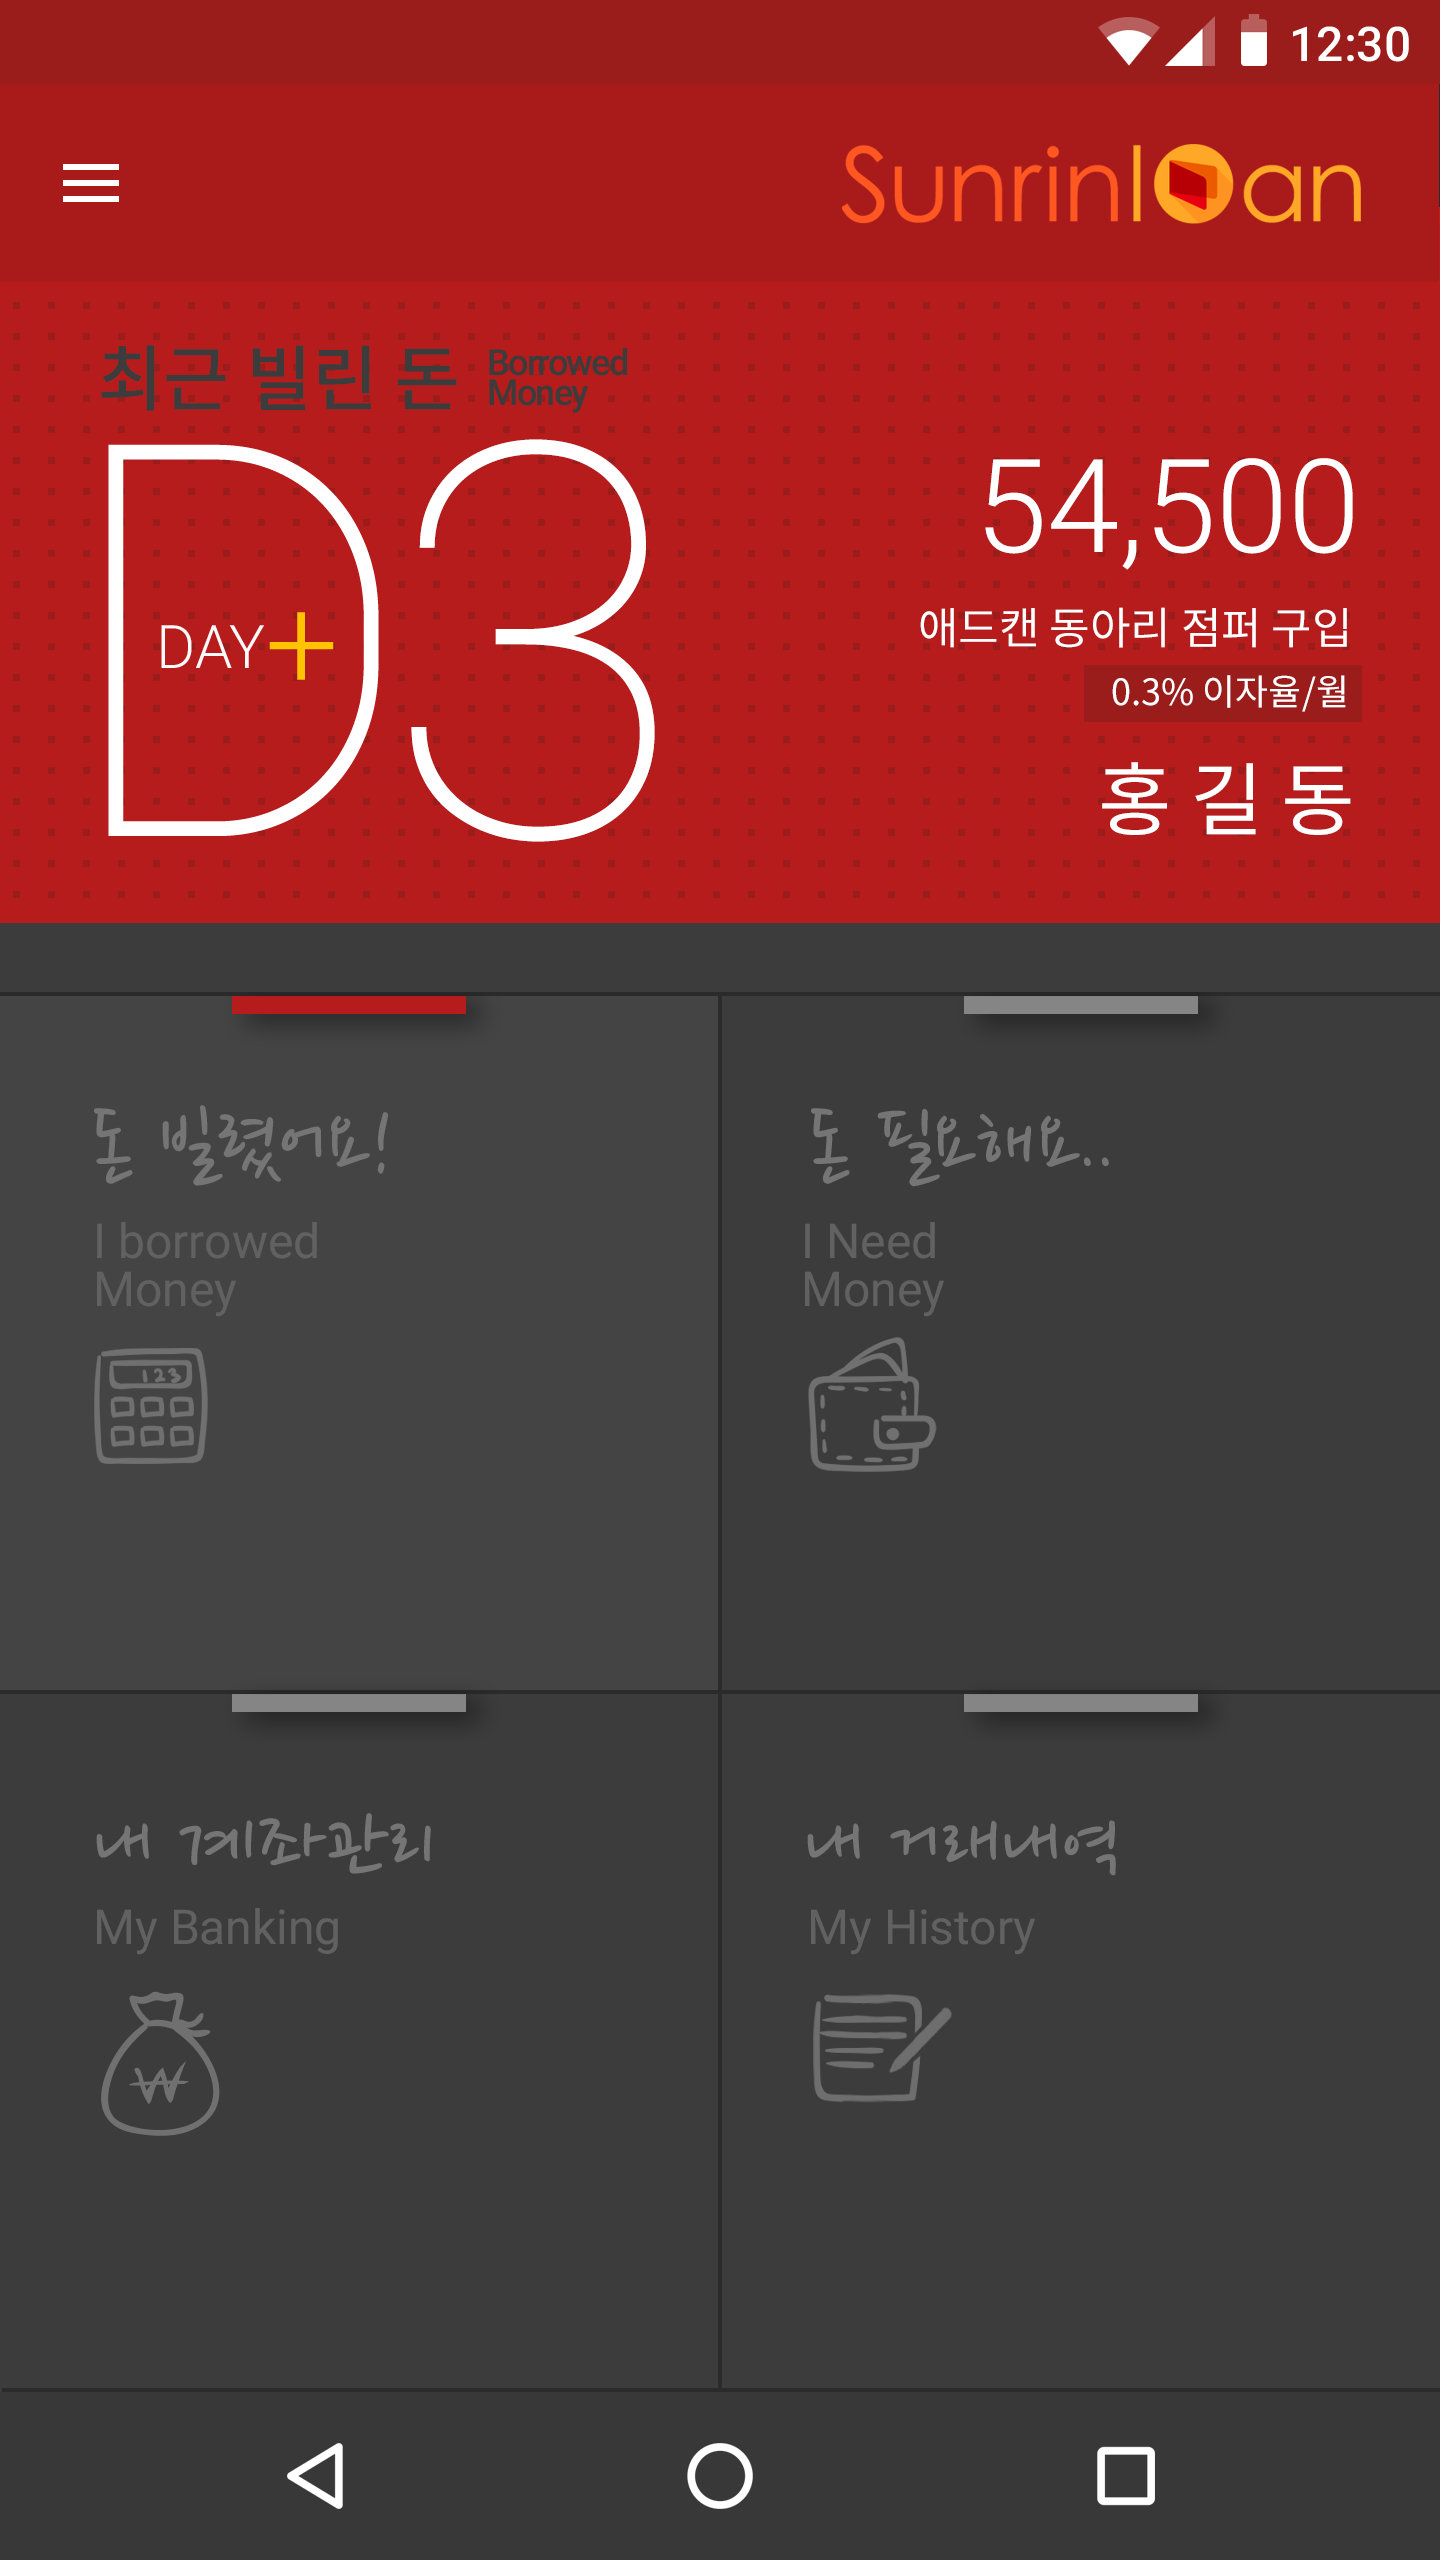 12:30
Sunrinloan
최근 빌린 돈 Borrowed Money
D3
DAY+
54,500
애드캔 동아리 점퍼 구입
0.3% 이자율/월
홍길동
돈 빌렸어요!
I borrowed
Money
123
돈 필요해요..
I Need
Money
내 계좌관리
My Banking
₩
내 거래내역
My History